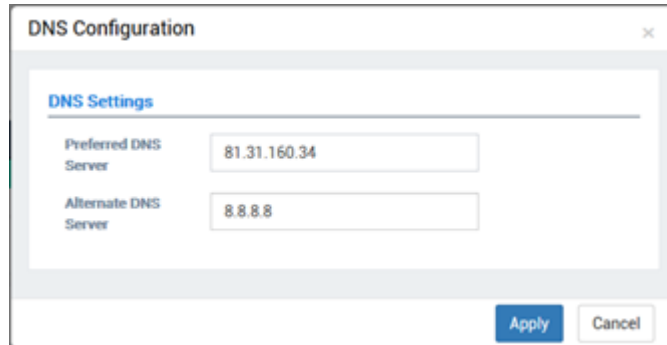 DNS Configuration
×
DNS Settings
Preferred DNS
Server
81.31.160.34
Alternate DNS
Server
8.8.8.8
Apply
Cancel